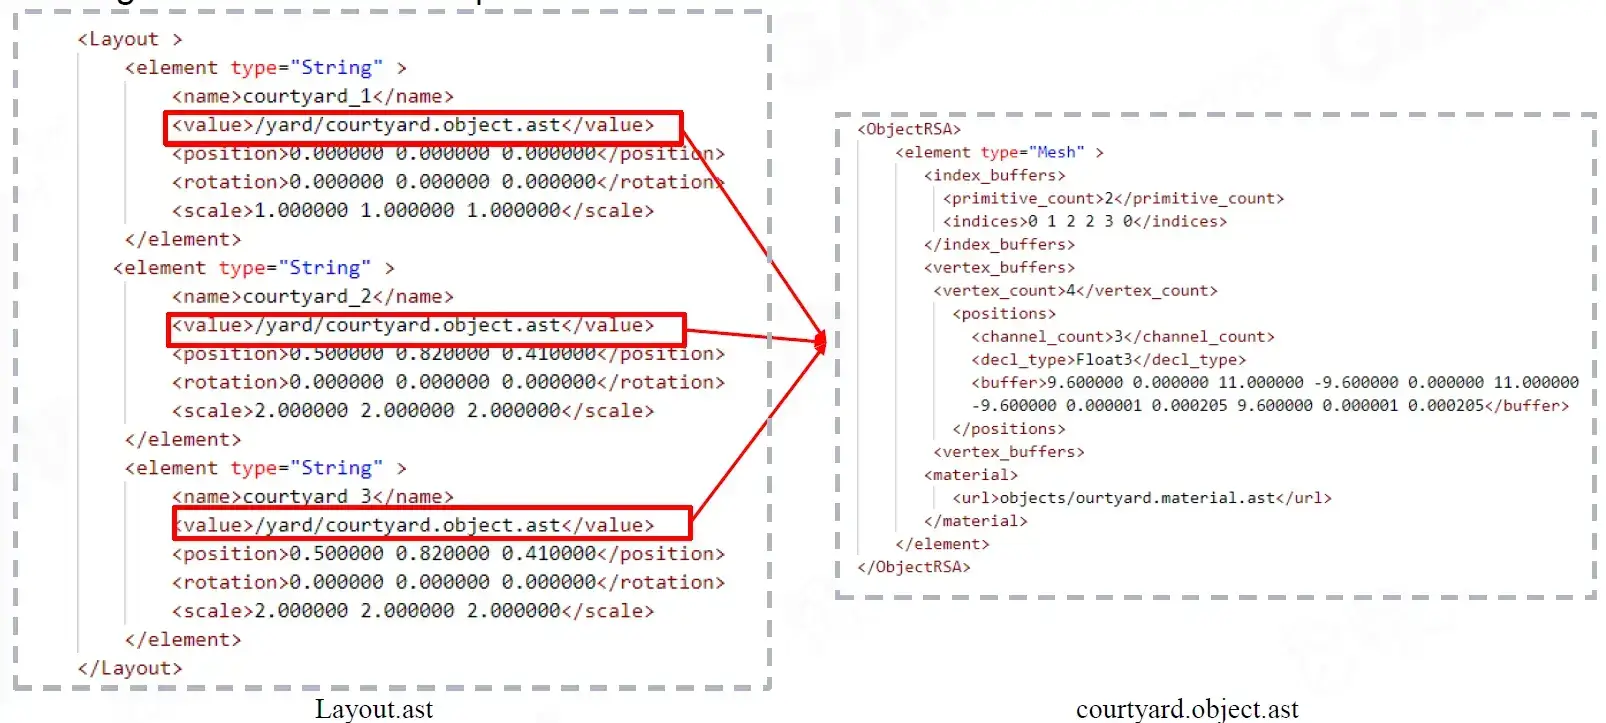 <Layout >
<element type="String" >
<name>courtyard_1</name>
<value>/yard/courtyard.object.ast</value>
<position>0.000000 0.000000 0.000000</position>
<rotation>0.000000 0.000000 0.000000</rotation>
<scale>1.000000 1.000000 1.000000</scale>
</element>
<element type="String" >
<name>courtyard_2</name>
<value>/yard/courtyard.object.ast</value>
<position>0.500000 0.820000 0.410000</position>
<rotation>0.000000 0.000000 0.000000</rotation>
<scale>2.000000 2.000000 2.000000</scale>
</element>
<element type="String" >
<name>courtyard_3</name>
<value>/yard/courtyard.object.ast</value>
<position>0.500000 0.820000 0.410000</position>
<rotation>0.000000 0.000000 0.000000</rotation>
<scale>2.000000 2.000000 2.000000</scale>
</element>
</Layout>
Layout.ast
<ObjectRSA>
<element type="Mesh" >
<index_buffers>
<primitive_count>2</primitive_count>
<indices>0 1 2 2 3 0</indices>
</index_buffers>
<vertex_buffers>
<vertex_count>4</vertex_count>
<positions>
<channel_count>3</channel_count>
<decl_type>Float3</decl_type>
<buffer>9.600000 0.000000 11.000000 -9.600000 0.000000 11.000000
-9.600000 0.000001 0.000205 9.600000 0.000001 0.000205</buffer>
</positions>
<vertex_buffers>
<material>
<url>objects/ourtyard.material.ast</url>
</material>
</element>
</ObjectRSA>
courtyard.object.ast